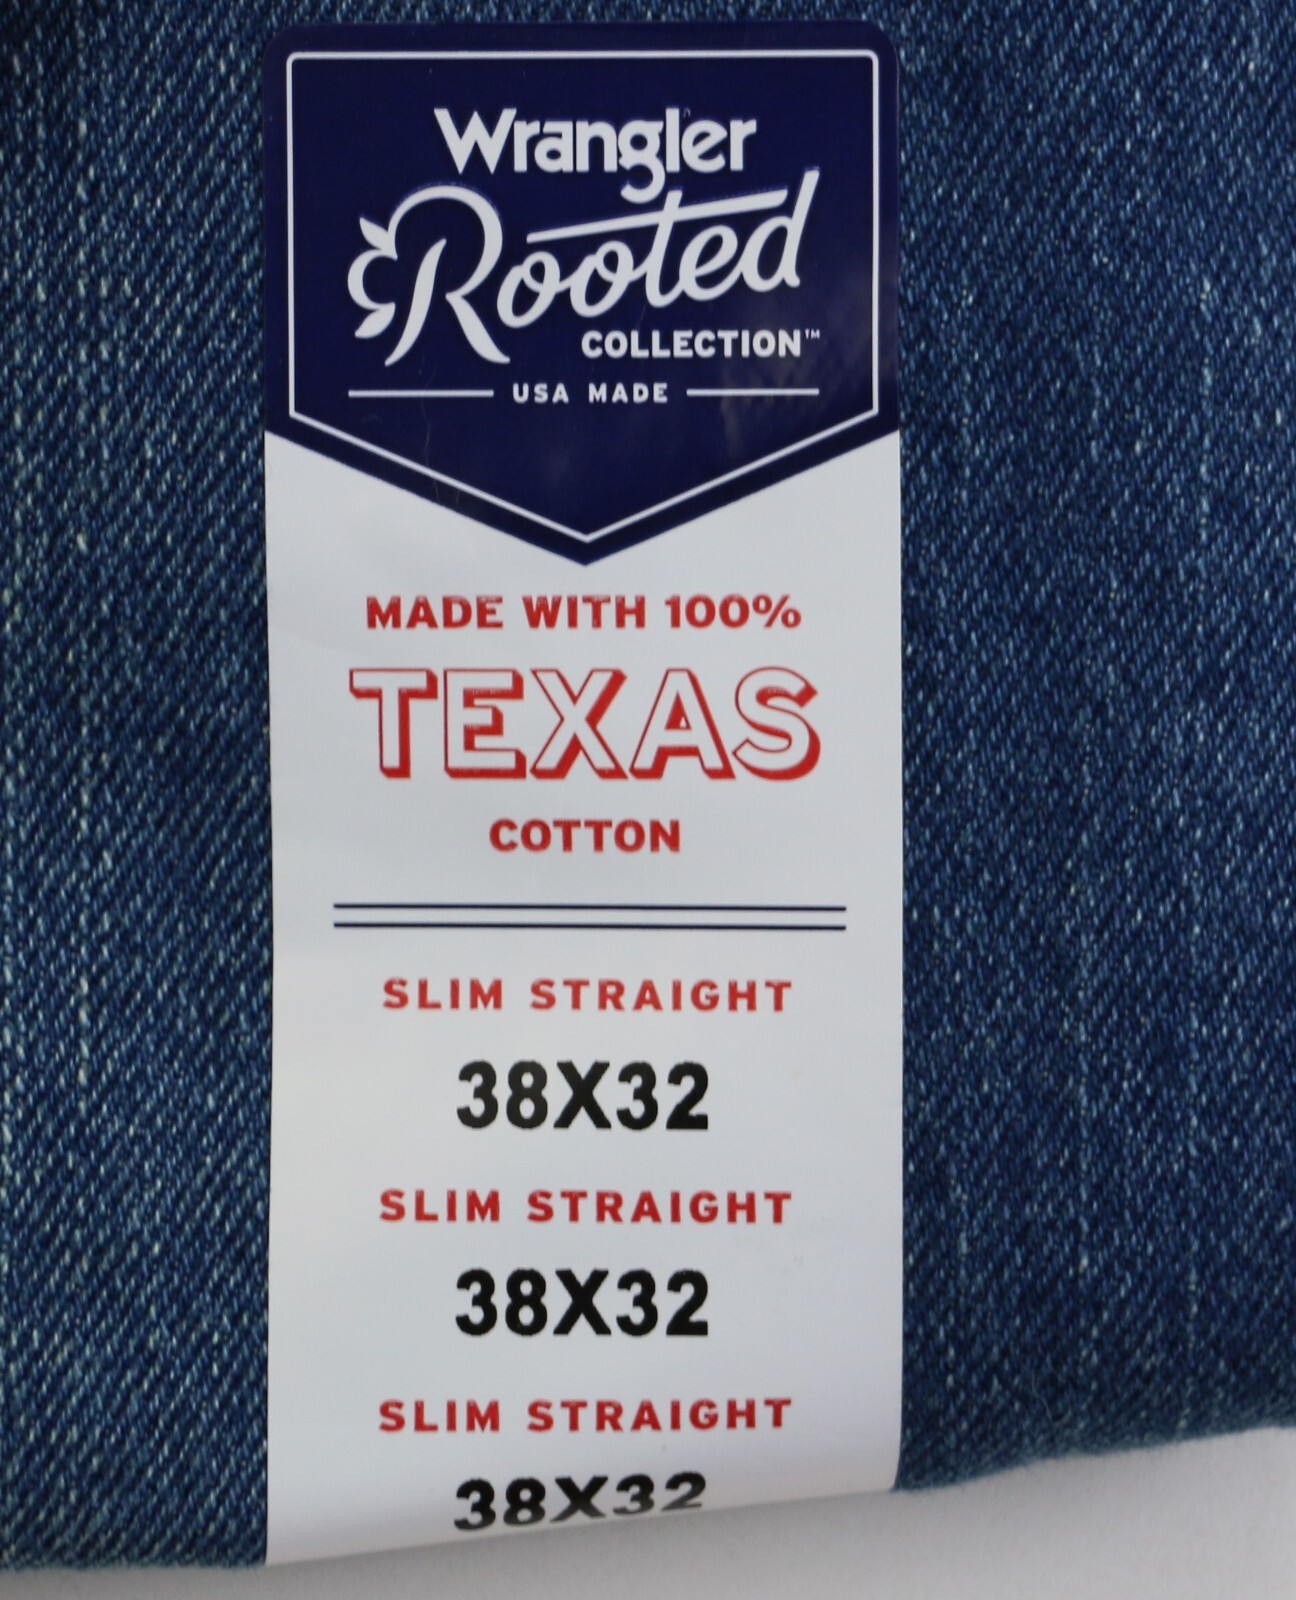 Wrangler
Rooted
COLLECTION™
USA MADE
MADE WITH 100%
TEXAS
COTTON
SLIM STRAIGHT
38X32
SLIM STRAIGHT
38X32
SLIM STRAIGHT
38X32